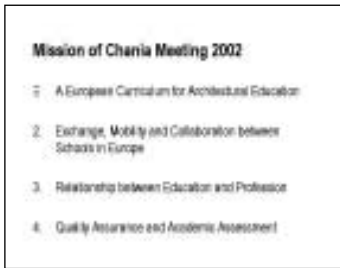 Mission of Chania Meeting 2002
A European Curriculum for Architectural Education
2. Exchange, Mobility and Collaboration between
Schools in Europe
3. Relationship between Education and Profession
4. Quality Assurance and Academic Assessment